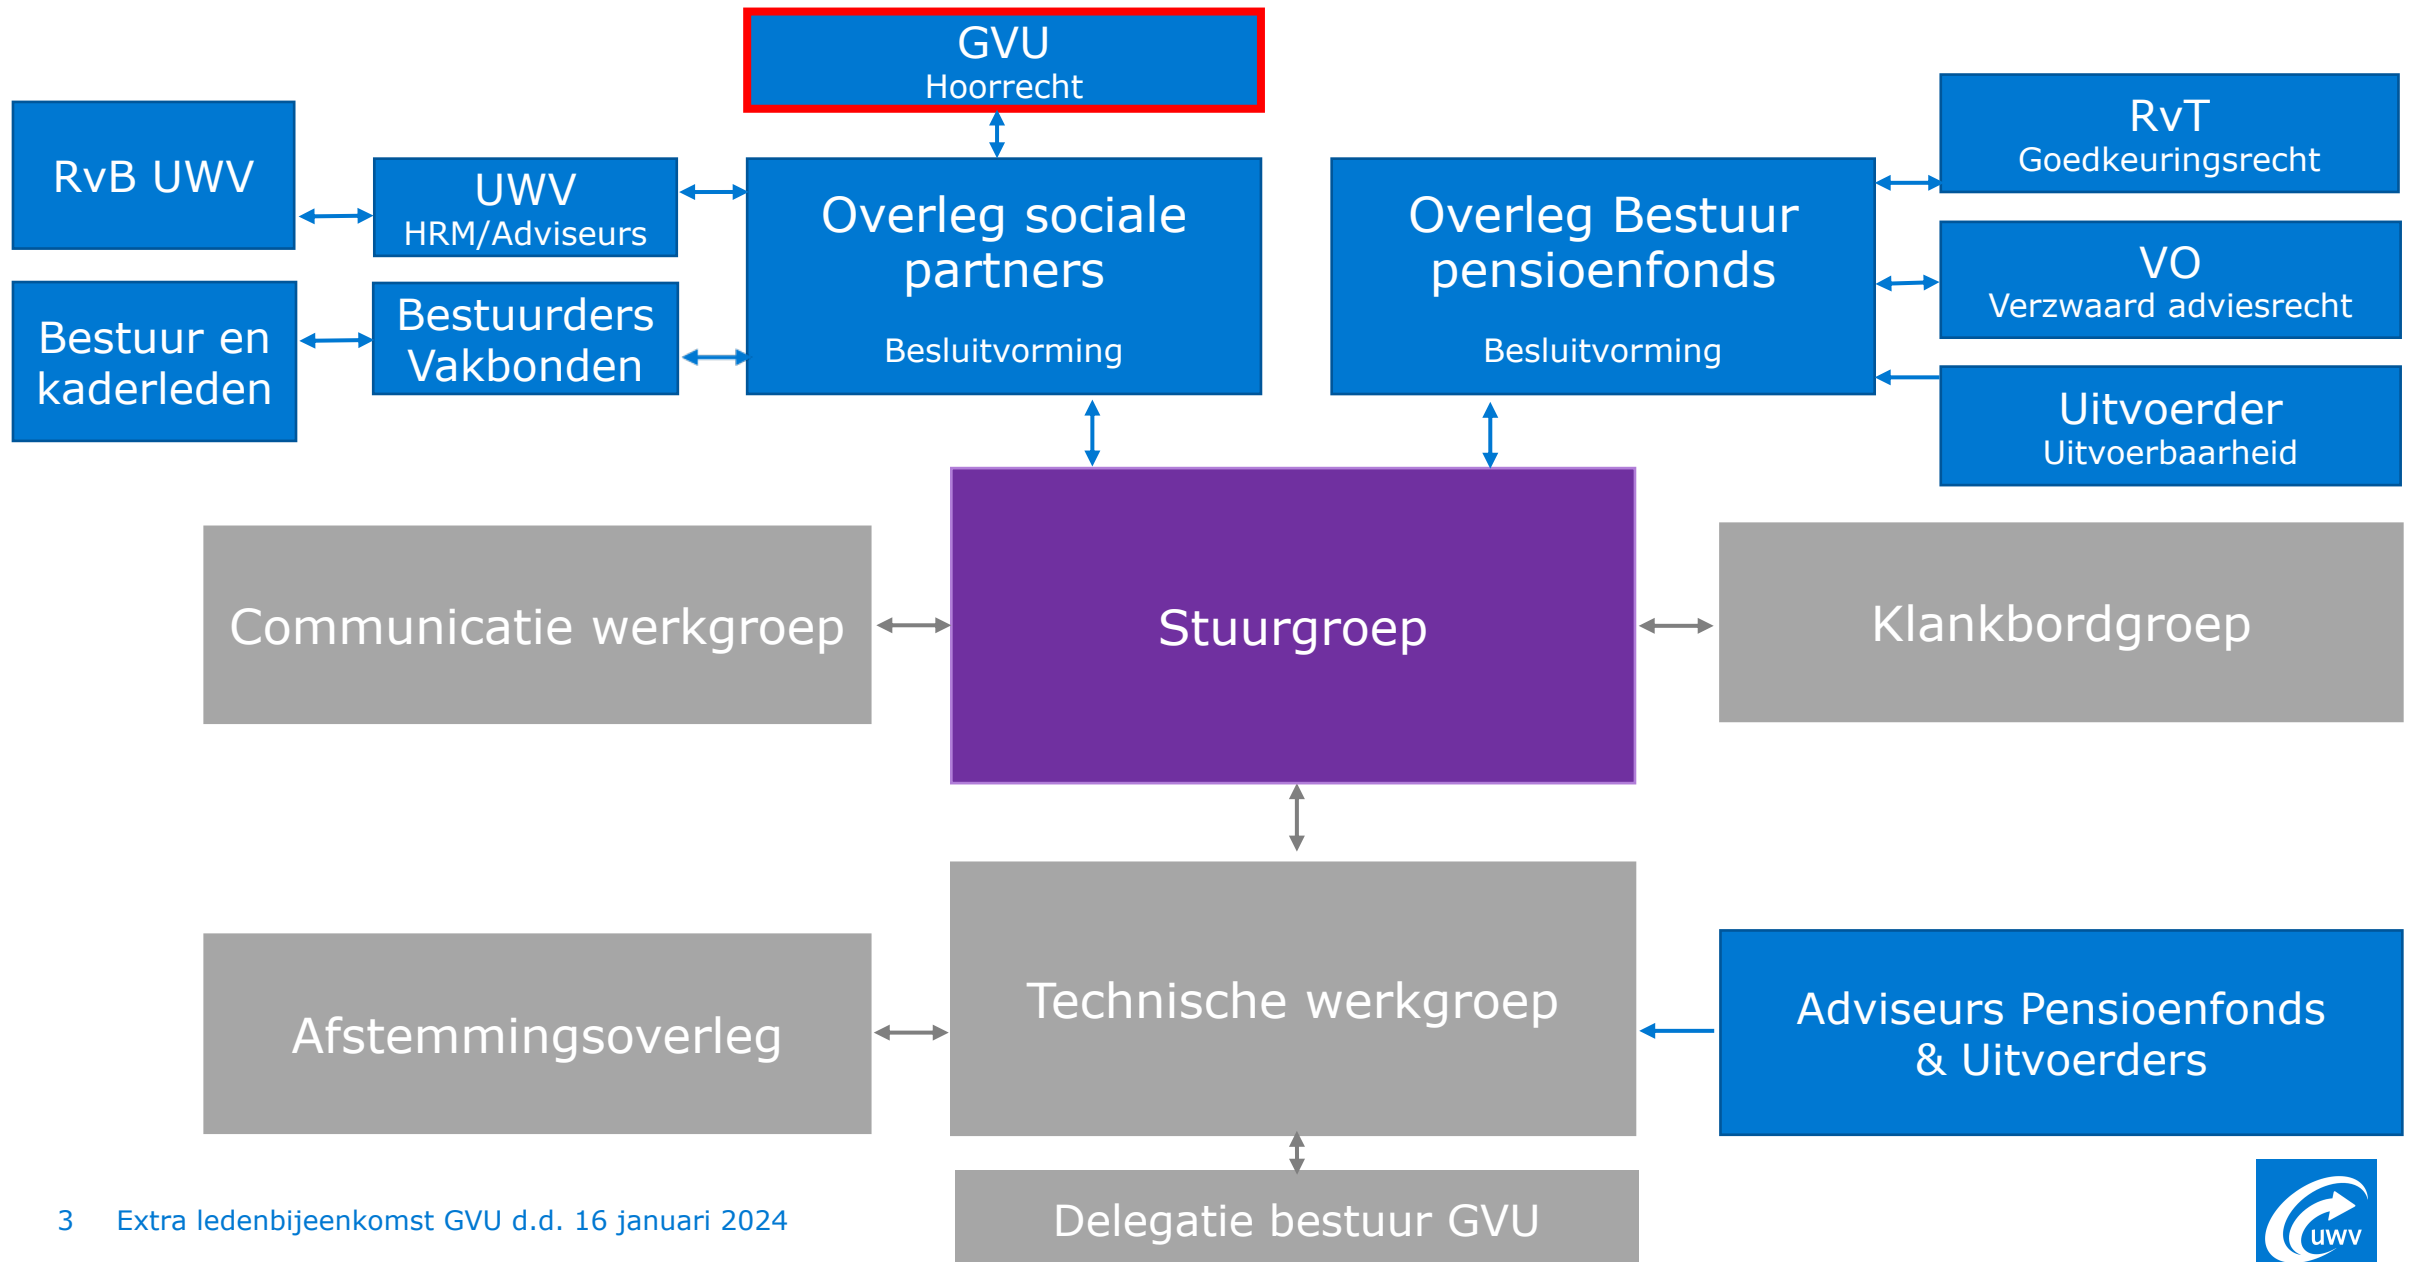 GVU
Hoorrecht
RvB UWV
UWV
HRM/Adviseurs
Bestuur en
kaderleden
Bestuurders
Vakbonden
Overleg sociale
partners
Besluitvorming
Overleg Bestuur
pensioenfonds
Besluitvorming
RvT
Goedkeuringsrecht
VO
Verzwaard adviesrecht
Uitvoerder
Uitvoerbaarheid
Communicatie werkgroep
Stuurgroep
Klankbordgroep
Afstemmingsoverleg
Technische werkgroep
Adviseurs Pensioenfonds
& Uitvoerders
Delegatie bestuur GVU
3 Extra ledenbijeenkomst GVU d.d. 16 januari 2024
uwv